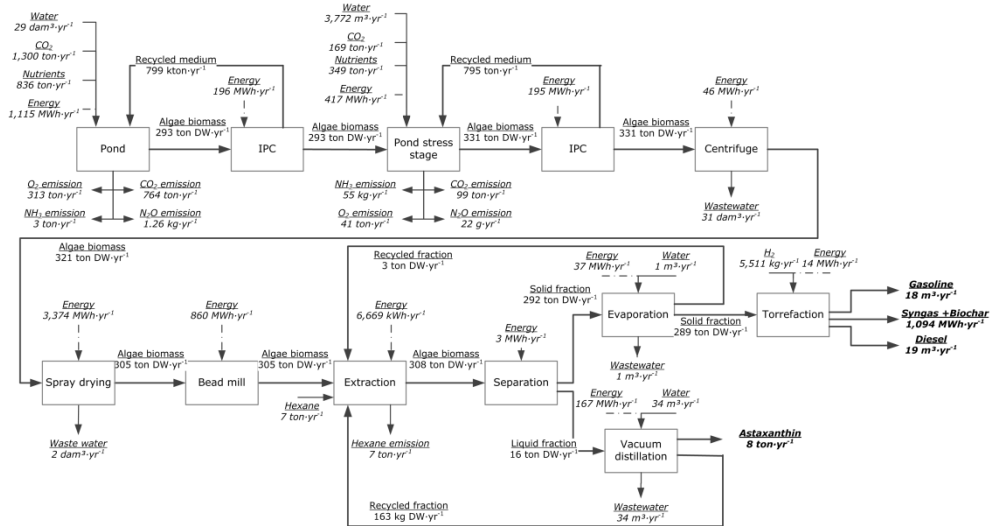 Water
29 dam³·yr⁻¹
CO₂
1,300 ton·yr⁻¹
Nutrients
836 ton·yr⁻¹
Energy
1,115 MWh·yr⁻¹
Recycled medium
799 kton·yr⁻¹
Energy
196 MWh·yr⁻¹
Water
3,772 m³·yr⁻¹
CO₂
169 ton·yr⁻¹
Nutrients
349 ton·yr⁻¹
Energy
417 MWh·yr⁻¹
Recycled medium
795 ton·yr⁻¹
Energy
195 MWh·yr⁻¹
Energy
46 MWh·yr⁻¹
Pond
Algae biomass
293 ton DW·yr⁻¹
IPC
Algae biomass
293 ton DW·yr⁻¹
Pond stress
stage
Algae biomass
331 ton DW·yr⁻¹
IPC
Algae biomass
331 ton DW·yr⁻¹
Centrifuge
O₂ emission
313 ton·yr⁻¹
CO₂ emission
764 ton·yr⁻¹
NH₃ emission
3 ton·yr⁻¹
N₂O emission
1.26 kg·yr⁻¹
NH₃ emission
55 kg·yr⁻¹
CO₂ emission
99 ton·yr⁻¹
O₂ emission
41 ton·yr⁻¹
N₂O emission
22 g·yr⁻¹
Wastewater
31 dam³·yr⁻¹
Algae biomass
321 ton DW·yr⁻¹
Recycled fraction
3 ton DW·yr⁻¹
Energy
3,374 MWh·yr⁻¹
Energy
860 MWh·yr⁻¹
Energy
6,669 kWh·yr⁻¹
Energy
3 MWh·yr⁻¹
Energy
37 MWh·yr⁻¹
Water
1 m³·yr⁻¹
H₂
5,511 kg·yr⁻¹
Energy
14 MWh·yr⁻¹
Solid fraction
292 ton DW·yr⁻¹
Evaporation
Solid fraction
289 ton DW·yr⁻¹
Torrefaction
Gasoline
18 m³·yr⁻¹
Syngas +Biochar
1,094 MWh·yr⁻¹
Diesel
19 m³·yr⁻¹
Spray drying
Algae biomass
305 ton DW·yr⁻¹
Bead mill
Algae biomass
305 ton DW·yr⁻¹
Extraction
Algae biomass
308 ton DW·yr⁻¹
Separation
Wastewater
1 m³·yr⁻¹
Hexane
7 ton·yr⁻¹
Waste water
2 dam³·yr⁻¹
Hexane emission
7 ton·yr⁻¹
Energy
167 MWh·yr⁻¹
Water
34 m³·yr⁻¹
Liquid fraction
16 ton DW·yr⁻¹
Vacuum
distillation
Astaxanthin
8 ton·yr⁻¹
Recycled fraction
163 kg DW·yr⁻¹
Wastewater
34 m³·yr⁻¹